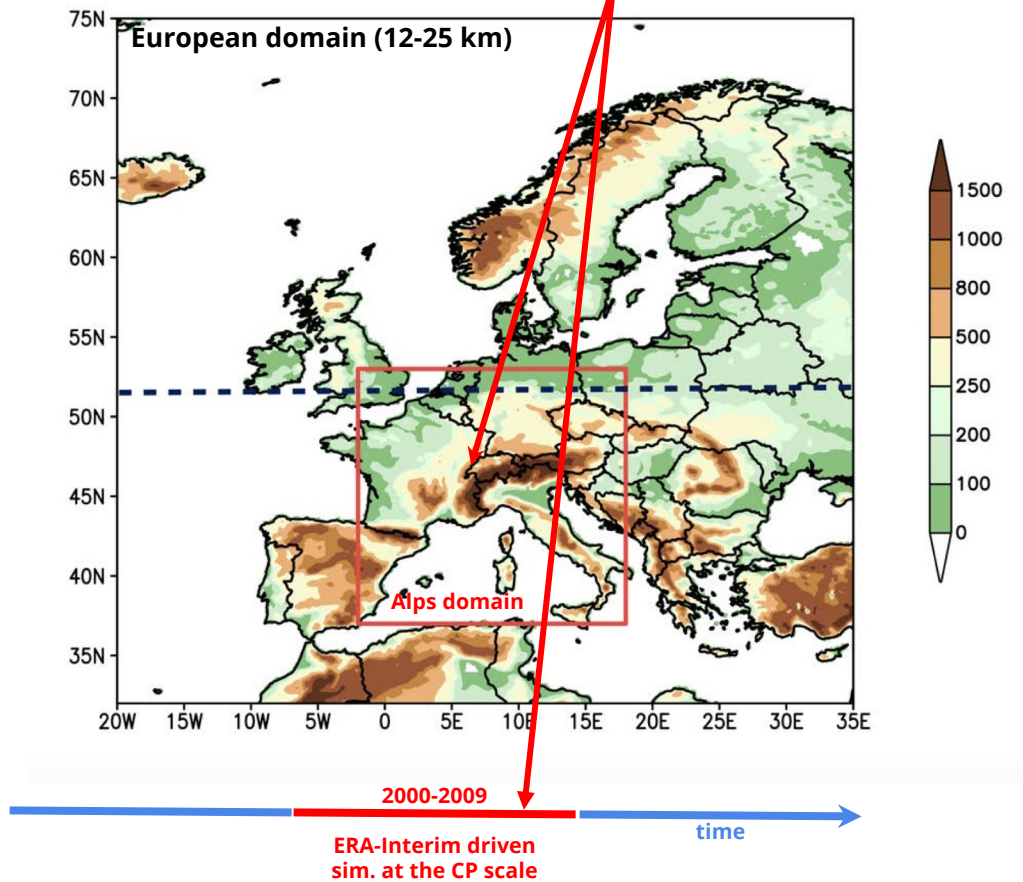 European domain (12-25 km)
75N
70N
65N
60N
55N
50N
45N
40N
35N
20W 15W 10W 5W 0 5E 10E 15E 20E 25E 30E 35E
Alps domain
1500
1000
800
500
250
200
100
0
2000-2009
time
ERA-Interim driven
sim. at the CP scale